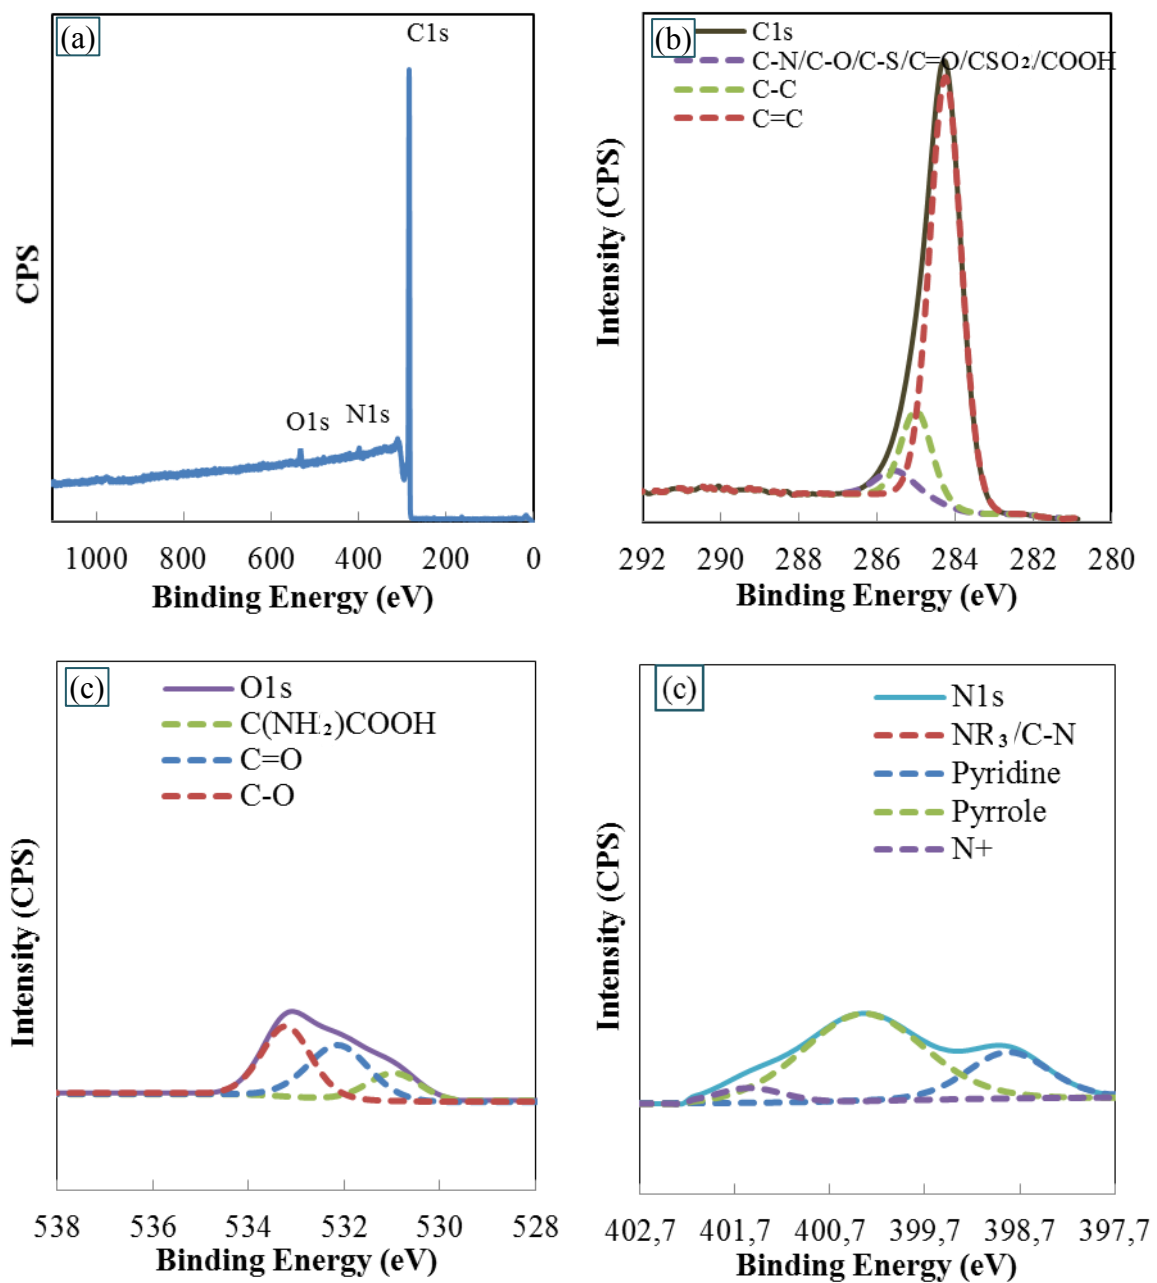 (a)
C1s
O1s
N1s
CPS
1000 800 600 400 200 0
Binding Energy (eV)
(b)
C1s
C-N/C-O/C-S/C=O/CSO₂/COOH
C-C
C=C
Intensity (CPS)
292 290 288 286 284 282 280
Binding Energy (eV)
(c)
O1s
C(NH₂)COOH
C=O
C-O
Intensity (CPS)
538 536 534 532 530 528
Binding Energy (eV)
(c)
N1s
NR₃/C-N
Pyridine
Pyrrole
N+
Intensity (CPS)
402,7 401,7 400,7 399,7 398,7 397,7
Binding Energy (eV)